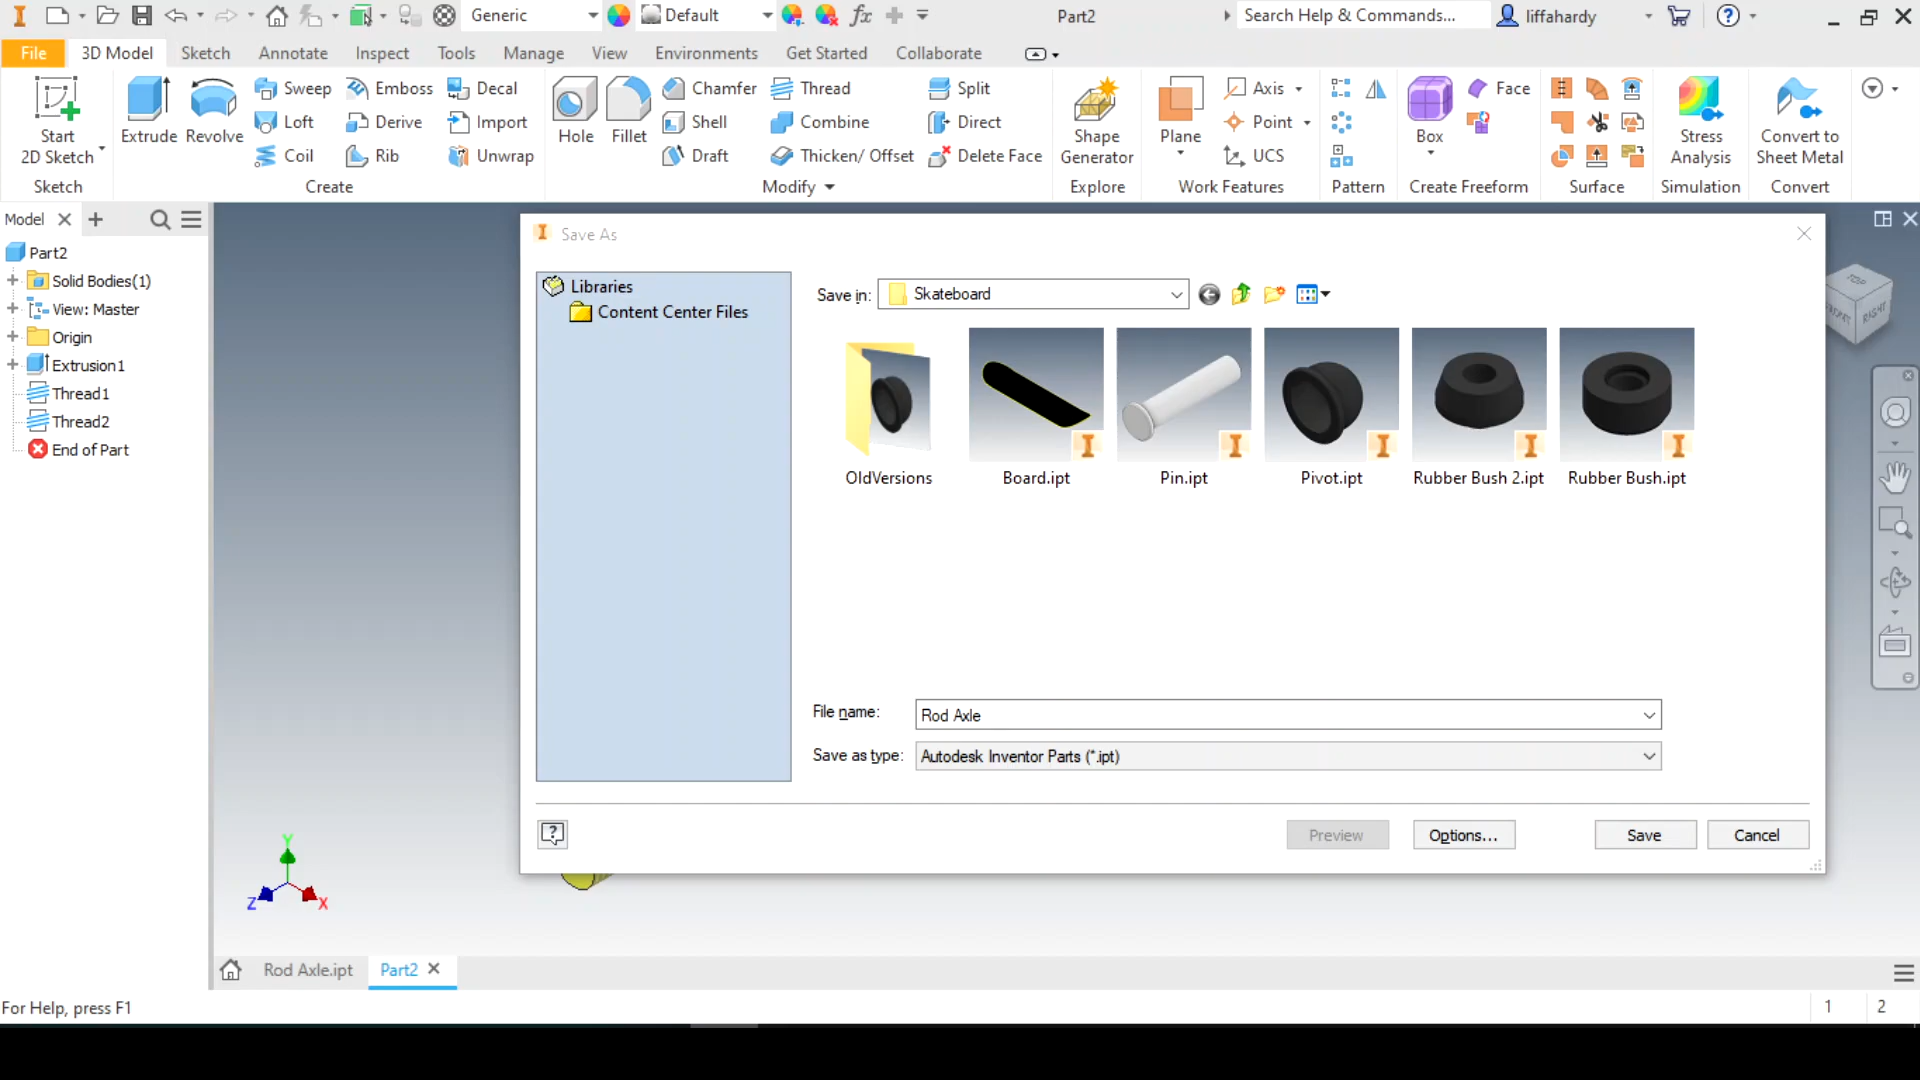 Generic
Default
Part2
Search Help & Commands...
liffahardy
File
3D Model
Sketch
Annotate
Inspect
Tools
Manage
View
Environments
Get Started
Collaborate
Start
2D Sketch
Extrude
Revolve
Sweep
Emboss
Decal
Loft
Derive
Import
Coil
Rib
Unwrap
Hole
Fillet
Chamfer
Thread
Split
Shell
Combine
Direct
Draft
Thicken/ Offset
Delete Face
Shape
Generator
Plane
Axis
Point
UCS
Box
Face
Stress
Analysis
Convert to
Sheet Metal
Sketch
Create
Modify
Explore
Work Features
Pattern
Create Freeform
Surface
Simulation
Convert
Model
Part2
Solid Bodies(1)
View: Master
Origin
Extrusion1
Thread1
Thread2
End of Part
Save As
Libraries
Content Center Files
Save in:
Skateboard
OldVersions
Board.ipt
Pin.ipt
Pivot.ipt
Rubber Bush 2.ipt
Rubber Bush.ipt
File name:
Rod Axle
Save as type:
Autodesk Inventor Parts (*.ipt)
Preview
Options...
Save
Cancel
TOP
FRONT
RIGHT
Y
Z
X
Rod Axle.ipt
Part2
For Help, press F1
1
2